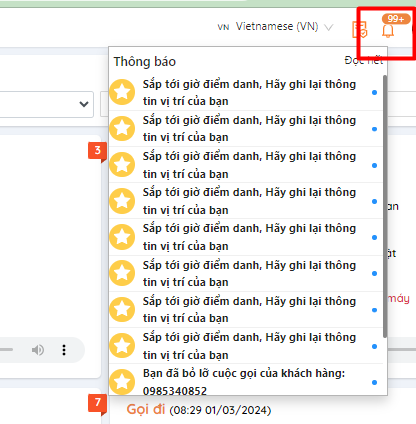 VN Vietnamese (VN)
99+
Thông báo
Đọc hết
Sắp tới giờ điểm danh, Hãy ghi lại thông
tin vị trí của bạn
Sắp tới giờ điểm danh, Hãy ghi lại thông
tin vị trí của bạn
Sắp tới giờ điểm danh, Hãy ghi lại thông
tin vị trí của bạn
Sắp tới giờ điểm danh, Hãy ghi lại thông
tin vị trí của bạn
Sắp tới giờ điểm danh, Hãy ghi lại thông
tin vị trí của bạn
Sắp tới giờ điểm danh, Hãy ghi lại thông
tin vị trí của bạn
Sắp tới giờ điểm danh, Hãy ghi lại thông
tin vị trí của bạn
Sắp tới giờ điểm danh, Hãy ghi lại thông
tin vị trí của bạn
Bạn đã bỏ lỡ cuộc gọi của khách hàng:
0985340852
3
an
ật
máy
7
Gọi đi (08:29 01/03/2024)